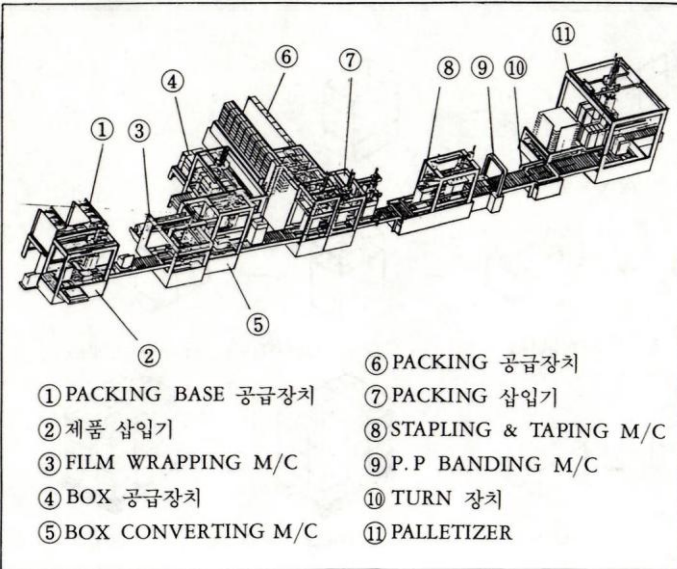 ⑥
⑪
④
⑦
⑧
⑨
⑩
①
③
⑤
②
①PACKING BASE 공급장치
②제품 삽입기
③FILM WRAPPING M/C
④BOX 공급장치
⑤BOX CONVERTING M/C
⑥PACKING 공급장치
⑦PACKING 삽입기
⑧STAPLING & TAPING M/C
⑨P.P BANDING M/C
⑩TURN 장치
⑪PALLETIZER